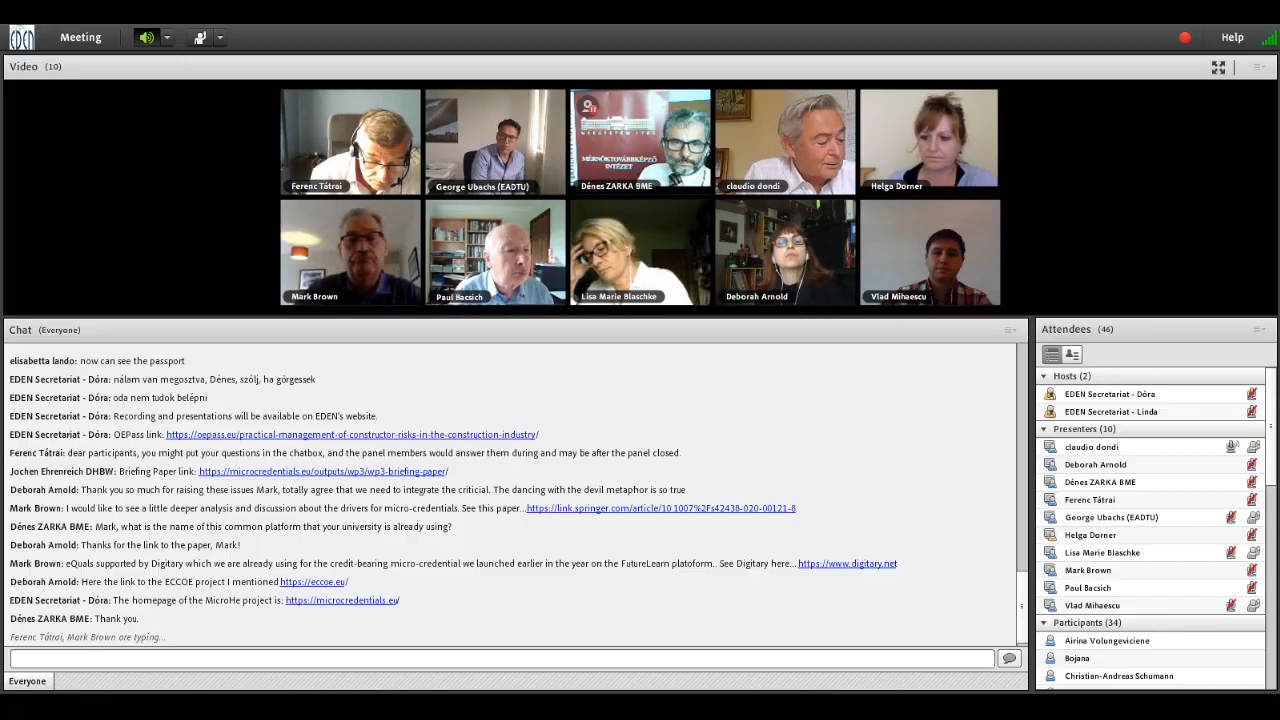 EDEN
Meeting
Help
Video (10)
MÉRNÖKTOVÁBBKÉPZŐ
INTÉZET
Ferenc Tátrai
George Ubachs (EADTU)
Dénes ZARKA BME
claudio dondi
Helga Dorner
Mark Brown
Paul Bacsich
Lisa Marie Blaschke
Deborah Arnold
Vlad Mihaescu
Chat (Everyone)
elisabetta lando: now can see the passport
EDEN Secretariat - Dóra: nálam van megosztva, Dénes, szólj, ha görgessek
EDEN Secretariat - Dóra: oda nem tudok belépni
EDEN Secretariat - Dóra: Recording and presentations will be available on EDEN's website.
EDEN Secretariat - Dóra: OEPass link: https://oepass.eu/practical-management-of-constructor-risks-in-the-construction-industry/
Ferenc Tátrai: dear participants, you might put your questions in the chatbox, and the panel members would answer them during and may be after the panel closed.
Jochen Ehrenreich DHBW: Briefing Paper link: https://microcredentials.eu/outputs/wp3/wp3-briefing-paper/
Deborah Arnold: Thank you so much for raising these issues Mark, totally agree that we need to integrate the criticial. The dancing with the devil metaphor is so true
Mark Brown: I would like to see a little deeper analysis and discussion about the drivers for micro-credentials. See this paper...https://link.springer.com/article/10.1007%2Fs42438-020-00121-8
Dénes ZARKA BME: Mark, what is the name of this common platform that your university is already using?
Deborah Arnold: Thanks for the link to the paper, Mark!
Mark Brown: eQuals supported by Digitary which we are already using for the credit-bearing micro-credential we launched earlier in the year on the FutureLearn platoform.. See Digitary here... https://www.digitary.net
Deborah Arnold: Here the link to the ECCOE project I mentioned https://eccoe.eu/
EDEN Secretariat - Dóra: The homepage of the MicroHe project is: https://microcredentials.eu/
Dénes ZARKA BME: Thank you.
Ferenc Tátrai, Mark Brown are typing...
Everyone
Attendees (46)
Hosts (2)
EDEN Secretariat - Dóra
EDEN Secretariat - Linda
Presenters (10)
claudio dondi
Deborah Arnold
Dénes ZARKA BME
Ferenc Tátrai
George Ubachs (EADTU)
Helga Dorner
Lisa Marie Blaschke
Mark Brown
Paul Bacsich
Vlad Mihaescu
Participants (34)
Airina Volungeviciene
Bojana
Christian-Andreas Schumann